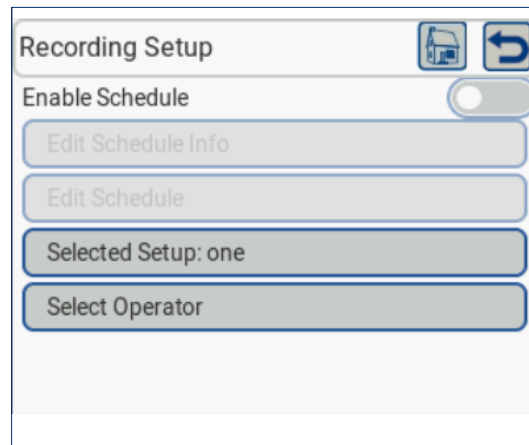 Recording Setup
Enable Schedule
Edit Schedule Info
Edit Schedule
Selected Setup: one
Select Operator